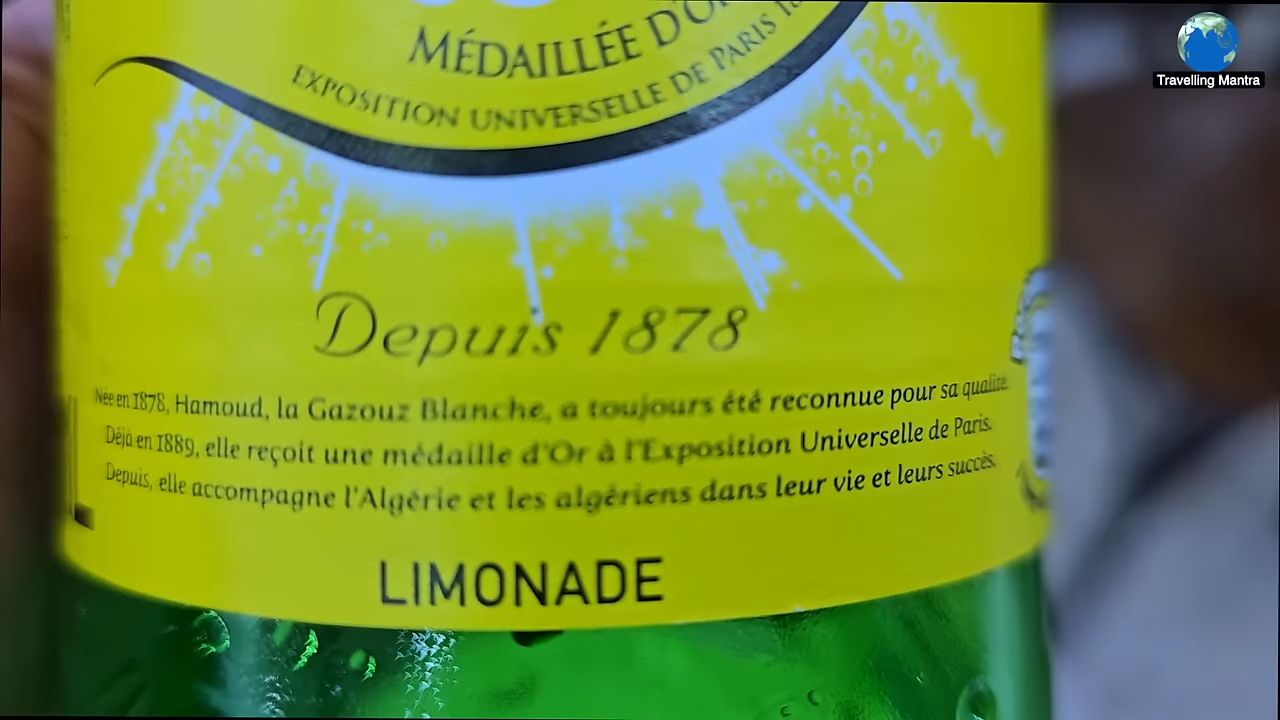 MÉDAILLÉE D'OR
EXPOSITION UNIVERSELLE DE PARIS
Depuis 1878
Née en 1878, Hamoud, la Gazouz Blanche, a toujours été reconnue pour sa qualité.
Déjà en 1889, elle reçoit une médaille d'Or à l'Exposition Universelle de Paris.
Depuis, elle accompagne l'Algérie et les algériens dans leur vie et leurs succès.
LIMONADE
Travelling Mantra